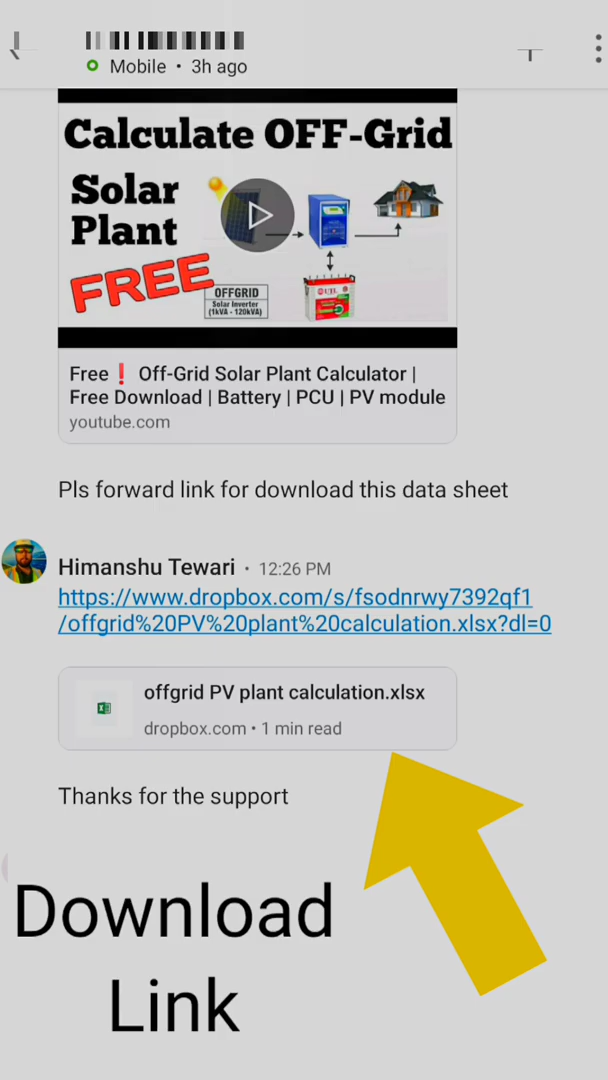 Mobile • 3h ago
Calculate OFF-Grid
Solar
Plant
FREE
OFFGRID
Solar Inverter
(1kVA - 120kVA)
UTL
Free❗ Off-Grid Solar Plant Calculator |
Free Download | Battery | PCU | PV module
youtube.com
Pls forward link for download this data sheet
Himanshu Tewari • 12:26 PM
https://www.dropbox.com/s/fsodnrwy7392qf1
/offgrid%20PV%20plant%20calculation.xlsx?dl=0
offgrid PV plant calculation.xlsx
dropbox.com • 1 min read
Thanks for the support
Download
Link